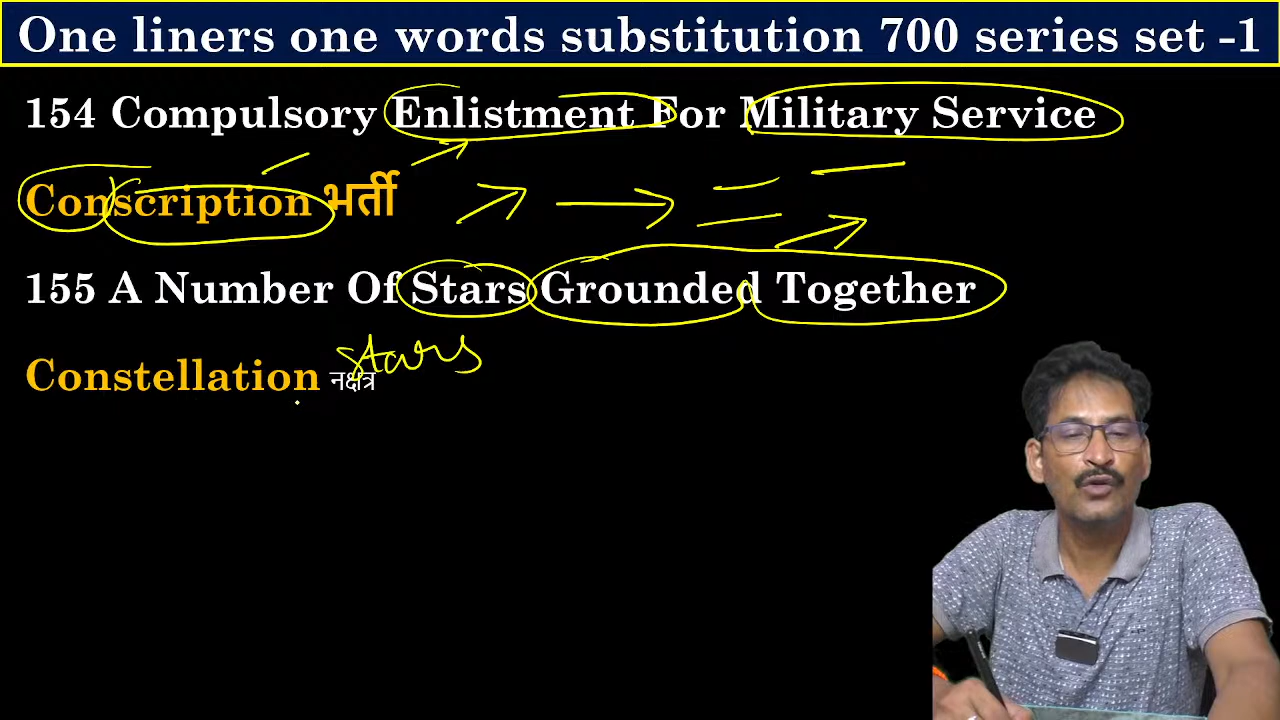 One liners one words substitution 700 series set -1
154 Compulsory Enlistment For Military Service
Conscription भर्ती
155 A Number Of Stars Grounded Together
stars
Constellation नक्षत्र